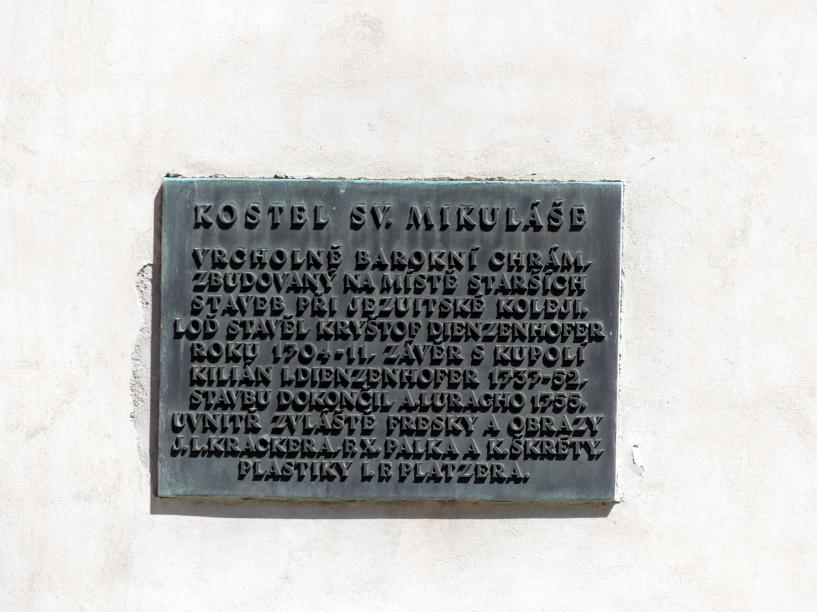 KOSTEL SV. MIKULÁŠE
VRCHOLNĚ BAROKNÍ CHRÁM,
ZBUDOVANÝ NA MÍSTĚ STARŠÍCH
STAVEB PŘI JEZUITSKÉ KOLEJI.
LOĎ STAVĚL KRYŠTOF DIENZENHOFER
ROKU 1704-11, ZÁVĚR S KUPOLÍ
KILIÁN I.DIENZENHOFER 1737-52,
STAVBU DOKONČIL A.LURAGHO 1755.
UVNITŘ ZVLÁŠTĚ FRESKY A OBRAZY
J.L.KRACKERA, F.X. PALKA A K.ŠKRÉTY,
PLASTIKY I.F. PLATZERA.